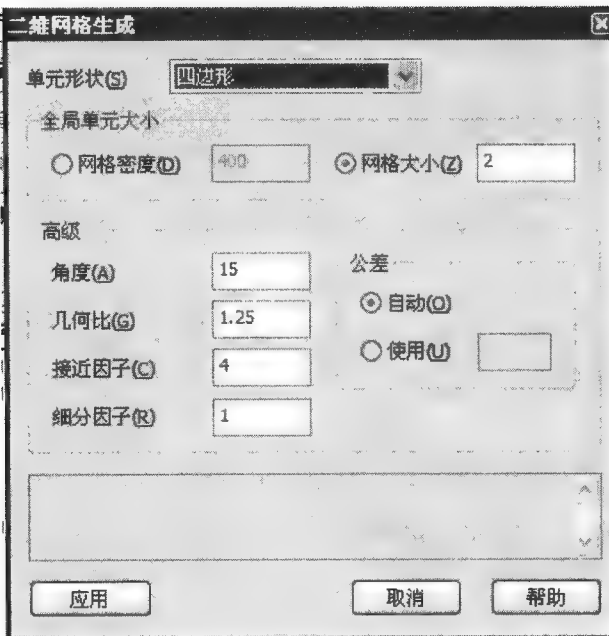 二维网格生成
单元形状(S) 四边形
全局单元大小
网格密度(D) 400 网格大小(Z) 2
高级
角度(A) 15
几何比(G) 1.25
接近因子(C) 4
细分因子(R) 1
公差
自动(O)
使用(U)
应用 取消 帮助